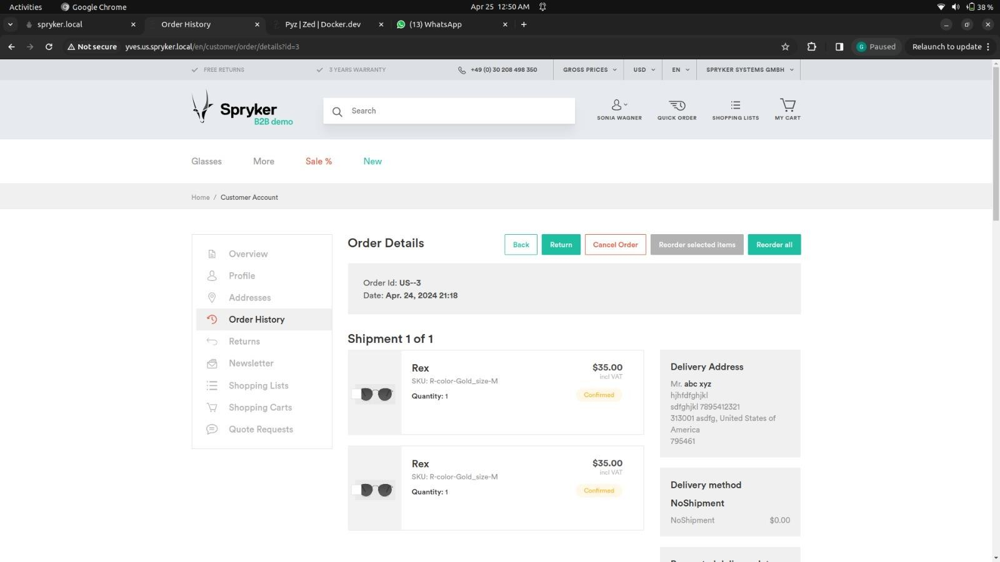 Activities
Google Chrome
Apr 25 12:50 AM
38 %
spryker.local
Order History
Pyz | Zed | Docker.dev
(13) WhatsApp
Not secure
yves.us.spryker.local/en/customer/order/details?id=3
G
Paused
Relaunch to update
FREE RETURNS
3 YEARS WARRANTY
+49 (0) 30 208 498 350
GROSS PRICES
USD
EN
SPRYKER SYSTEMS GMBH
Spryker
B2B demo
Search
SONIA WAGNER
QUICK ORDER
SHOPPING LISTS
MY CART
Glasses
More
Sale %
New
Home / Customer Account
Overview
Profile
Addresses
Order History
Returns
Newsletter
Shopping Lists
Shopping Carts
Quote Requests
Order Details
Back
Return
Cancel Order
Reorder selected items
Reorder all
Order Id: US--3
Date: Apr. 24, 2024 21:18
Shipment 1 of 1
Rex
$35.00
incl VAT
SKU: R-color-Gold_size-M
Quantity: 1
Confirmed
Rex
$35.00
incl VAT
SKU: R-color-Gold_size-M
Quantity: 1
Confirmed
Delivery Address
Mr. abc xyz
hjhfdfghjkl
sdfghjkl 7895412321
313001 asdfg, United States of
America
795461
Delivery method
NoShipment
NoShipment
$0.00